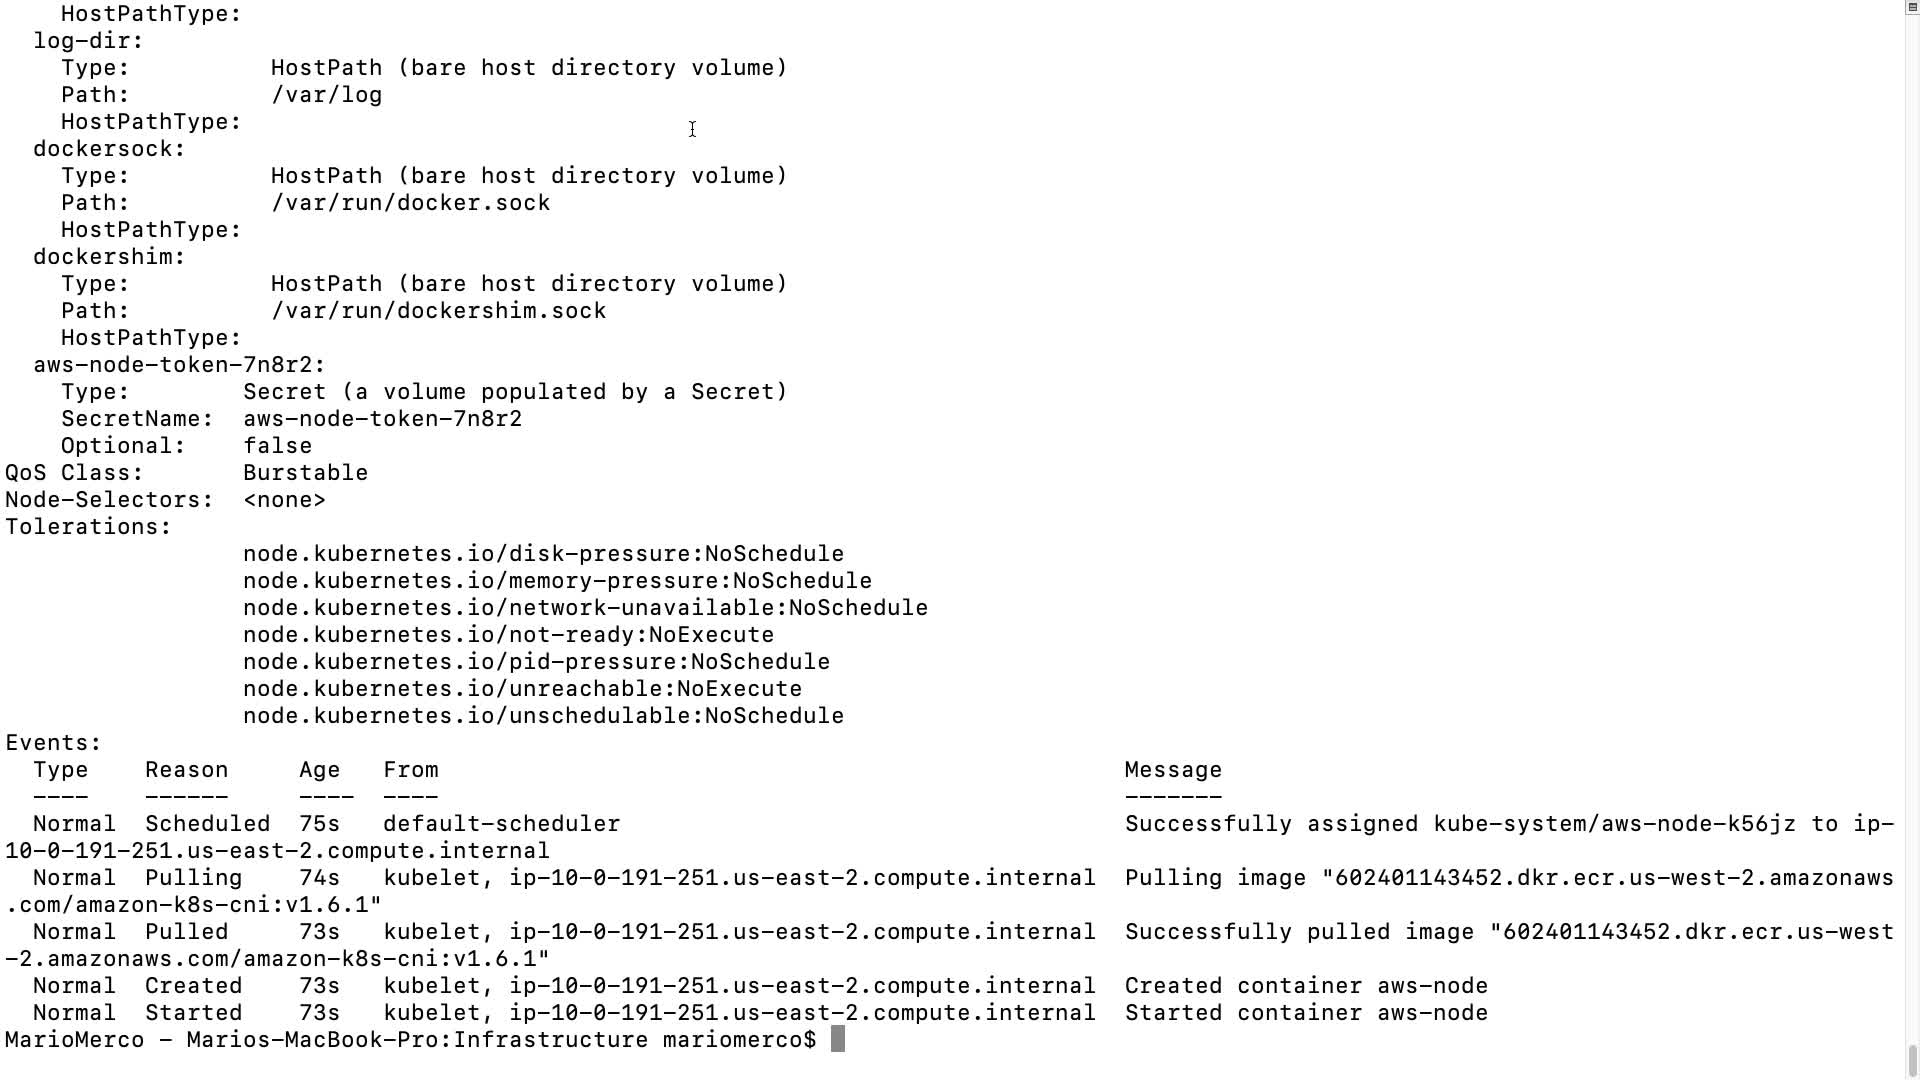 HostPathType:
  log-dir:
    Type:          HostPath (bare host directory volume)
    Path:          /var/log
    HostPathType:
  dockersock:
    Type:          HostPath (bare host directory volume)
    Path:          /var/run/docker.sock
    HostPathType:
  dockershim:
    Type:          HostPath (bare host directory volume)
    Path:          /var/run/dockershim.sock
    HostPathType:
  aws-node-token-7n8r2:
    Type:        Secret (a volume populated by a Secret)
    SecretName:  aws-node-token-7n8r2
    Optional:    false
QoS Class:       Burstable
Node-Selectors:  <none>
Tolerations:
                 node.kubernetes.io/disk-pressure:NoSchedule
                 node.kubernetes.io/memory-pressure:NoSchedule
                 node.kubernetes.io/network-unavailable:NoSchedule
                 node.kubernetes.io/not-ready:NoExecute
                 node.kubernetes.io/pid-pressure:NoSchedule
                 node.kubernetes.io/unreachable:NoExecute
                 node.kubernetes.io/unschedulable:NoSchedule
Events:
  Type    Reason     Age   From                                                 Message
  ----    ------     ----  ----                                                 -------
  Normal  Scheduled  75s   default-scheduler                                    Successfully assigned kube-system/aws-node-k56jz to ip-
10-0-191-251.us-east-2.compute.internal
  Normal  Pulling    74s   kubelet, ip-10-0-191-251.us-east-2.compute.internal  Pulling image "602401143452.dkr.ecr.us-west-2.amazonaws
.com/amazon-k8s-cni:v1.6.1"
  Normal  Pulled     73s   kubelet, ip-10-0-191-251.us-east-2.compute.internal  Successfully pulled image "602401143452.dkr.ecr.us-west
-2.amazonaws.com/amazon-k8s-cni:v1.6.1"
  Normal  Created    73s   kubelet, ip-10-0-191-251.us-east-2.compute.internal  Created container aws-node
  Normal  Started    73s   kubelet, ip-10-0-191-251.us-east-2.compute.internal  Started container aws-node
MarioMerco - Marios-MacBook-Pro:Infrastructure mariomerco$